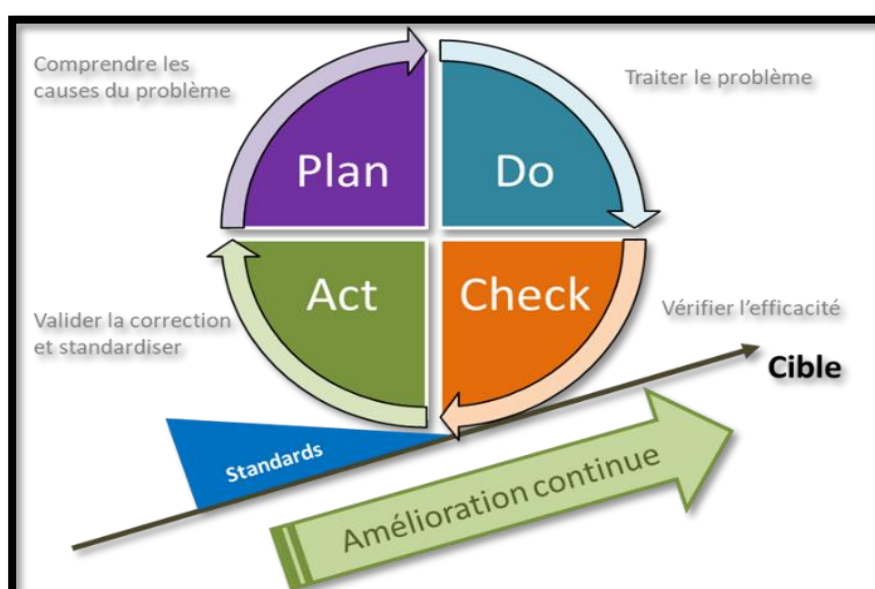 Comprendre les
causes du problème
Traiter le problème
Plan
Do
Act
Check
Valider la correction
et standardiser
Vérifier l'efficacité
Cible
Standards
Amélioration continue